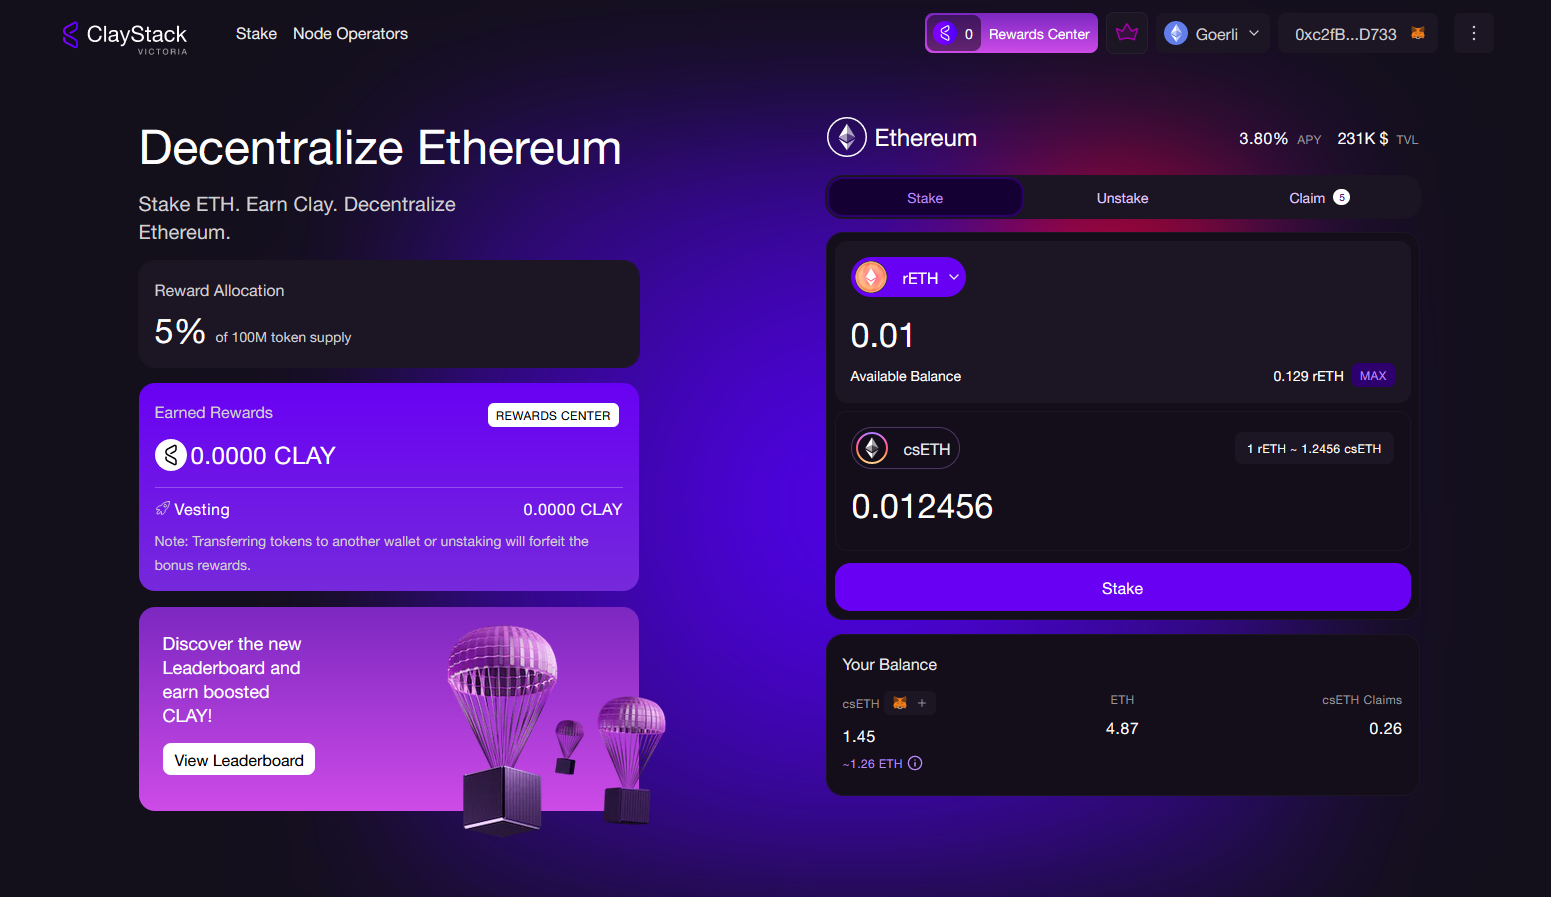 ClayStack
VICTORIA
Stake Node Operators
0 Rewards Center
Goerli
0xc2fB...D733
Decentralize Ethereum
Stake ETH. Earn Clay. Decentralize
Ethereum.
Reward Allocation
5% of 100M token supply
Earned Rewards
REWARDS CENTER
0.0000 CLAY
Vesting 0.0000 CLAY
Note: Transferring tokens to another wallet or unstaking will forfeit the
bonus rewards.
Discover the new
Leaderboard and
earn boosted
CLAY!
View Leaderboard
Ethereum
3.80% APY 231K $ TVL
Stake Unstake Claim 5
rETH
0.01
Available Balance 0.129 rETH MAX
csETH
1 rETH ~ 1.2456 csETH
0.012456
Stake
Your Balance
csETH + ETH csETH Claims
1.45 4.87 0.26
~1.26 ETH